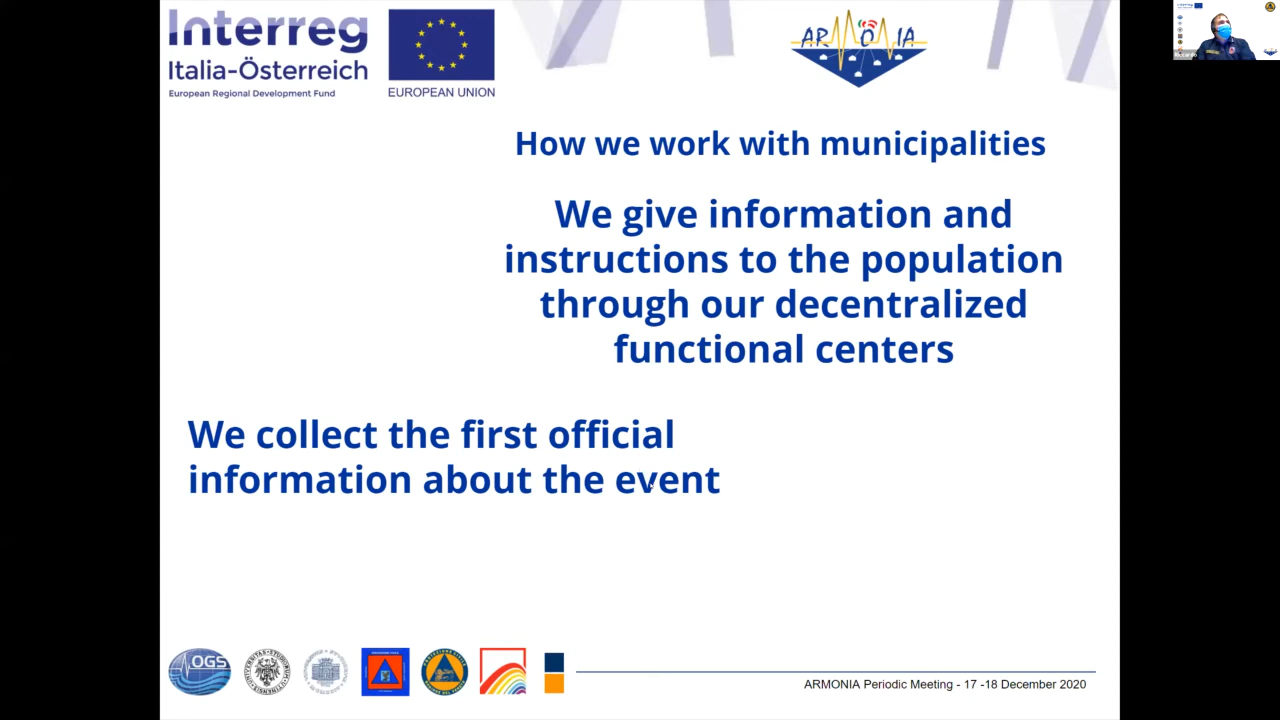 Interreg
Italia-Österreich
European Regional Development Fund
EUROPEAN UNION
ARMONIA
How we work with municipalities
We give information and
instructions to the population
through our decentralized
functional centers
We collect the first official
information about the event
OGS
ARMONIA Periodic Meeting - 17 -18 December 2020
Riccardo